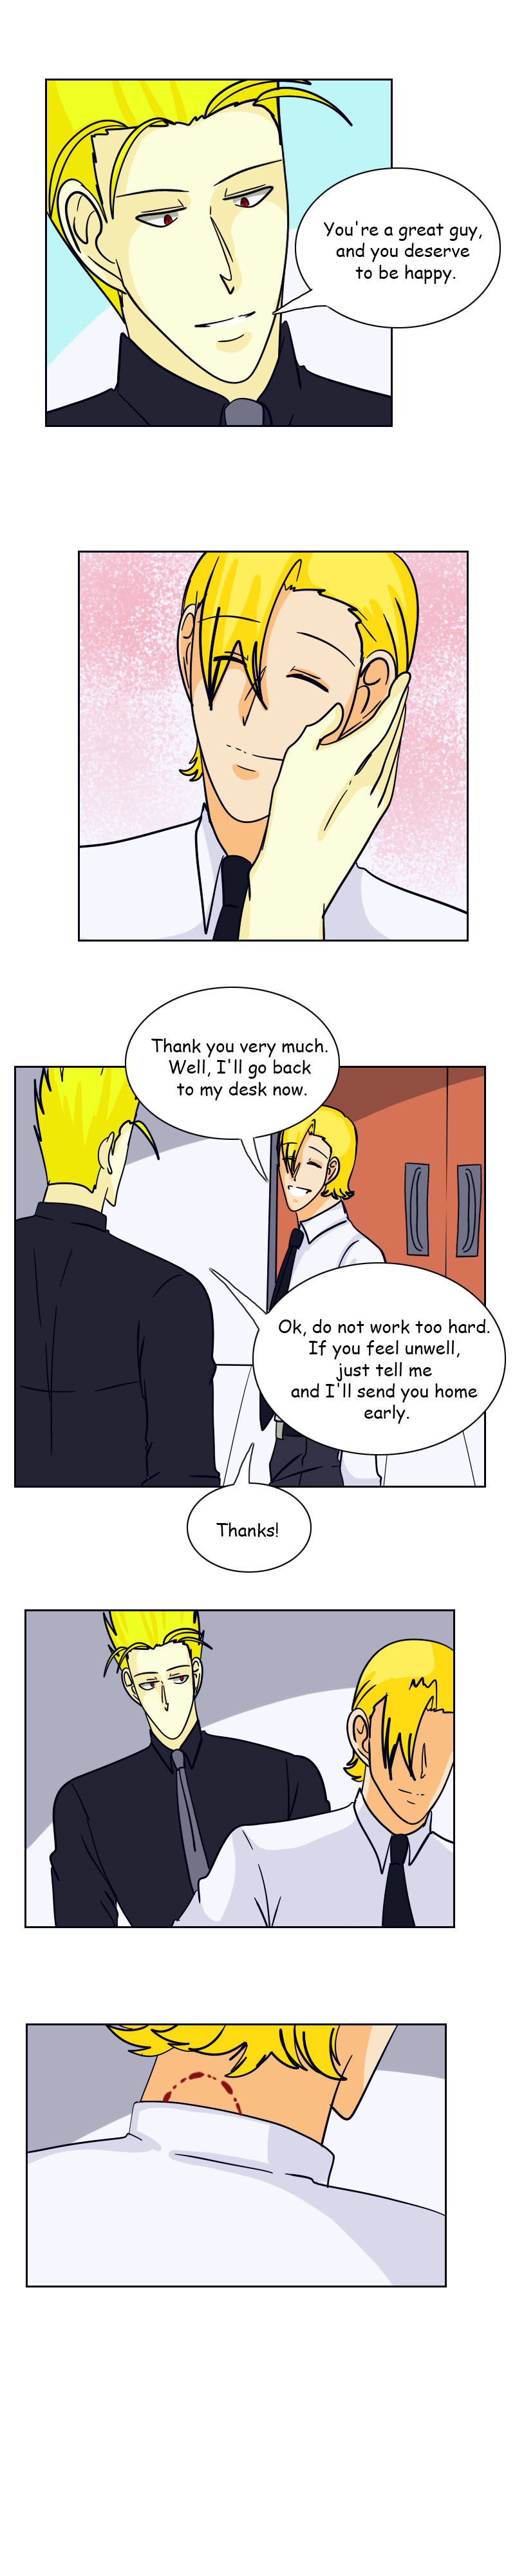 You're a great guy,
and you deserve
to be happy.
Thank you very much.
Well, I'll go back
to my desk now.
Ok, do not work too hard.
If you feel unwell,
just tell me
and I'll send you home
early.
Thanks!